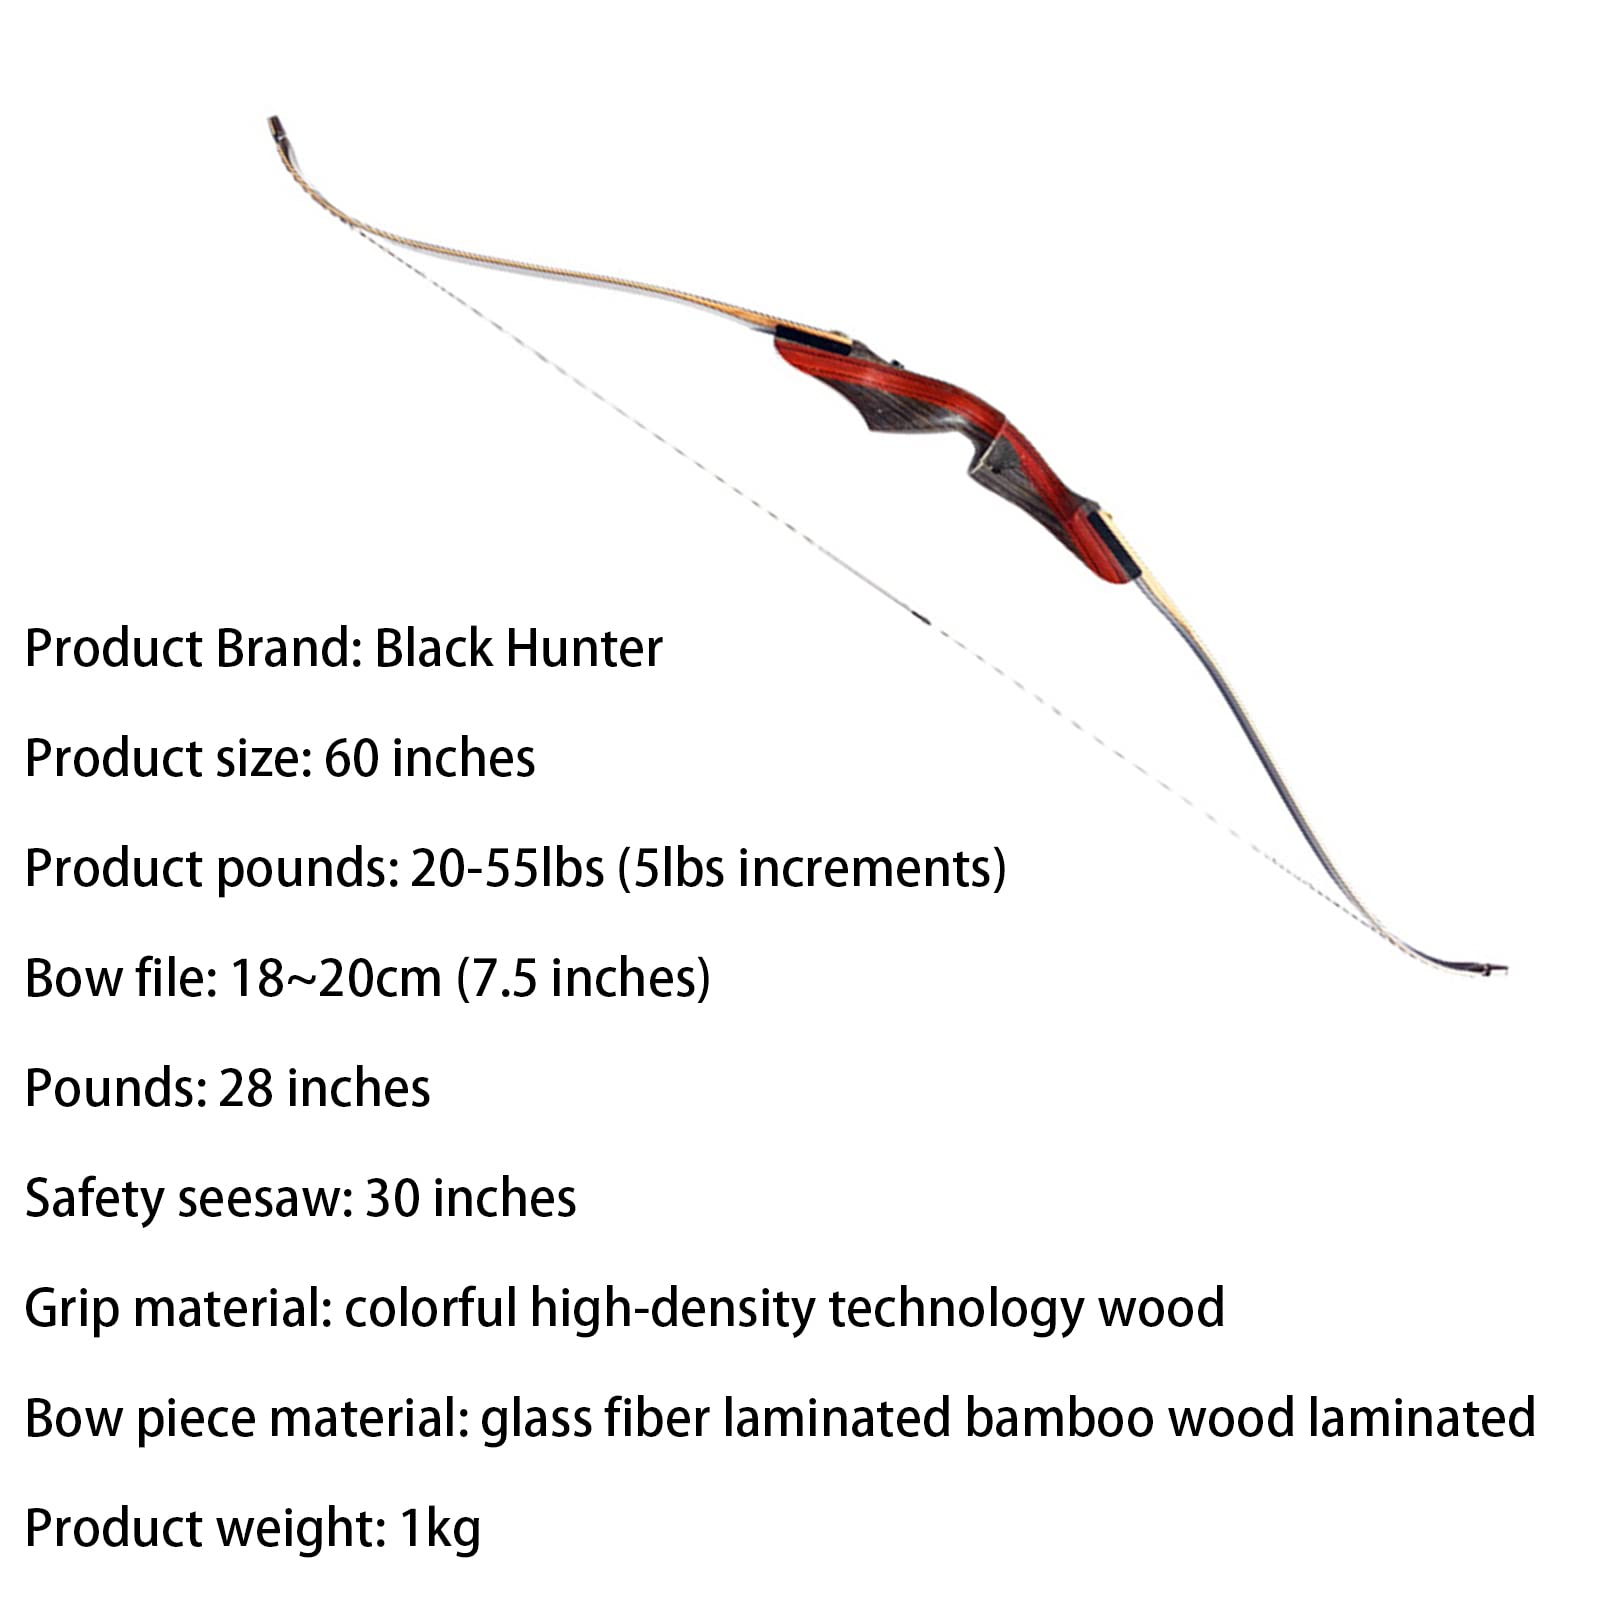 Product Brand: Black Hunter
Product size: 60 inches
Product pounds: 20-55lbs (5lbs increments)
Bow file: 18~20cm (7.5 inches)
Pounds: 28 inches
Safety seesaw: 30 inches
Grip material: colorful high-density technology wood
Bow piece material: glass fiber laminated bamboo wood laminated
Product weight: 1kg